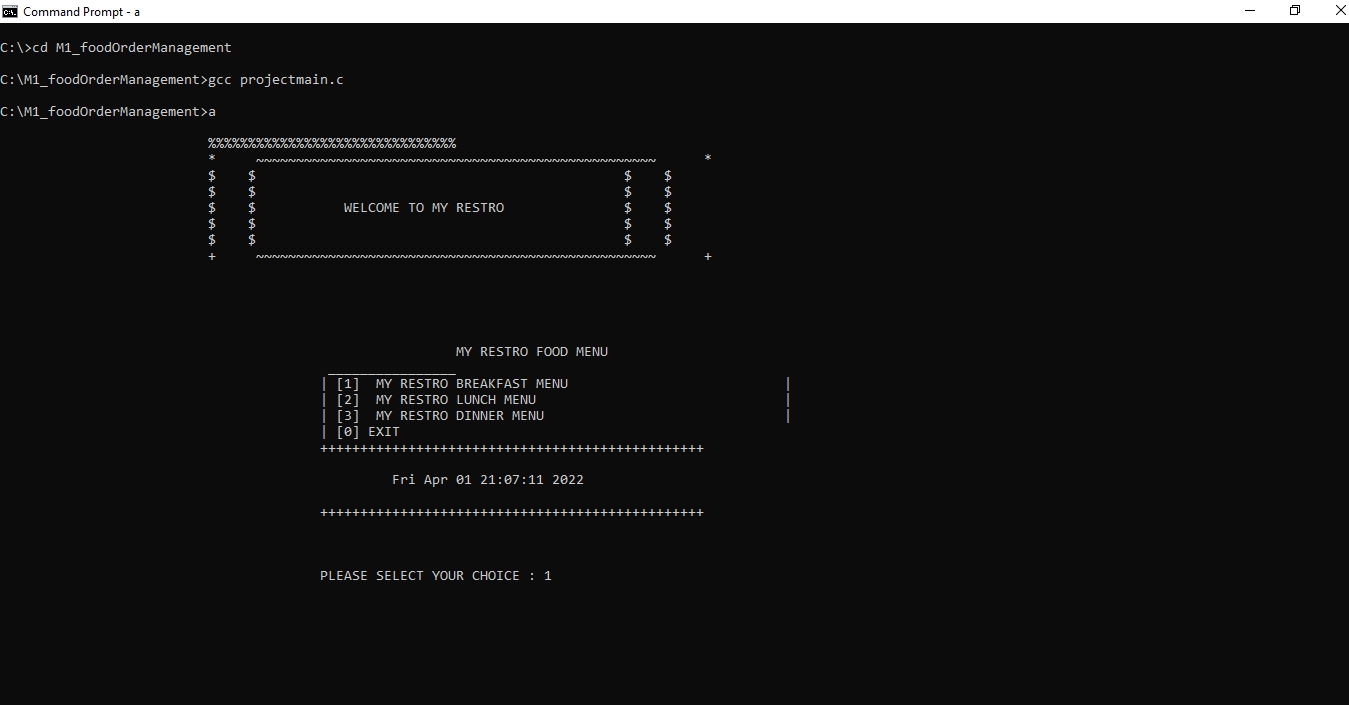 Command Prompt - a
C:\>cd M1_foodOrderManagement
C:\M1_foodOrderManagement>gcc projectmain.c
C:\M1_foodOrderManagement>a
%%%%%%%%%%%%%%%%%%%%%%%%%%%%%%%
*     ~~~~~~~~~~~~~~~~~~~~~~~~~~~~~~~~~~~~~~~~~~~~~~~~~~      *
$    $                                              $    $
$    $                                              $    $
$    $           WELCOME TO MY RESTRO               $    $
$    $                                              $    $
$    $                                              $    $
+     ~~~~~~~~~~~~~~~~~~~~~~~~~~~~~~~~~~~~~~~~~~~~~~~~~~      +
MY RESTRO FOOD MENU
________________
| [1]  MY RESTRO BREAKFAST MENU                           |
| [2]  MY RESTRO LUNCH MENU                               |
| [3]  MY RESTRO DINNER MENU                              |
| [0] EXIT
++++++++++++++++++++++++++++++++++++++++++++++++
Fri Apr 01 21:07:11 2022
++++++++++++++++++++++++++++++++++++++++++++++++
PLEASE SELECT YOUR CHOICE : 1